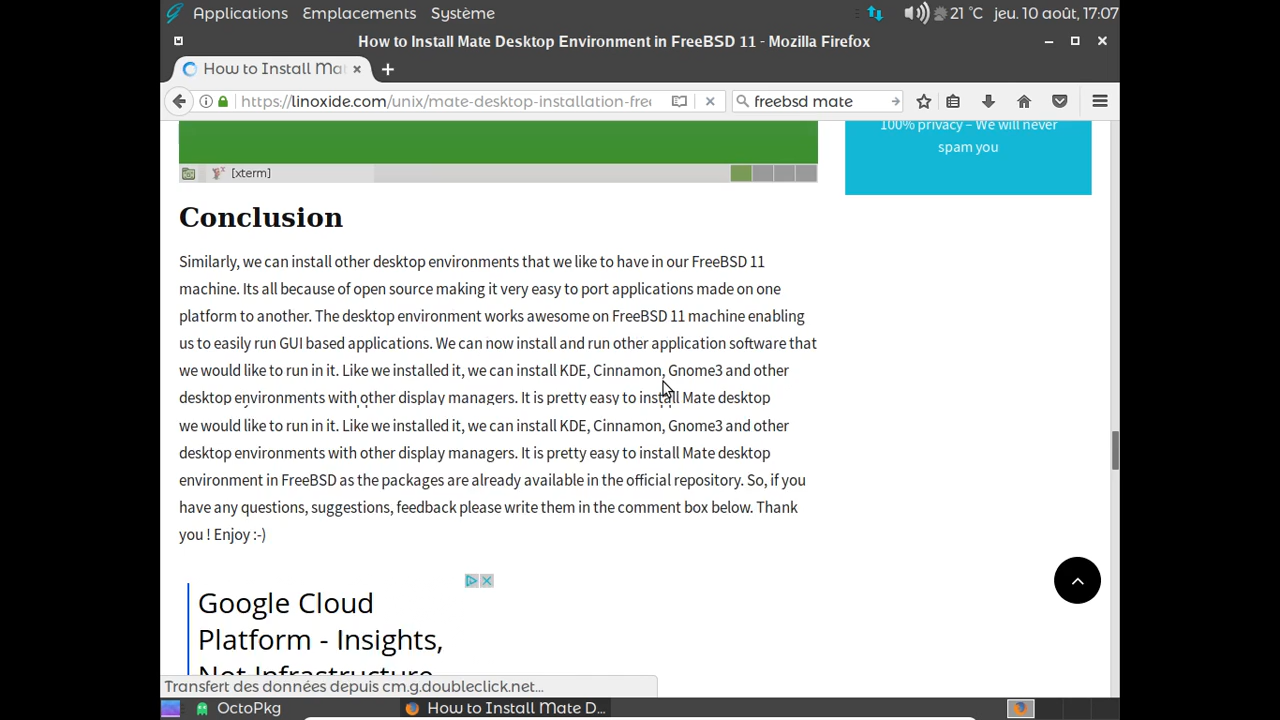 Applications Emplacements Système
21 °C jeu. 10 août, 17:07
How to Install Mate Desktop Environment in FreeBSD 11 - Mozilla Firefox
How to Install Ma
https://linoxide.com/unix/mate-desktop-installation-free
freebsd mate
100% privacy – We will never
spam you
[xterm]
Conclusion
Similarly, we can install other desktop environments that we like to have in our FreeBSD 11
machine. Its all because of open source making it very easy to port applications made on one
platform to another. The desktop environment works awesome on FreeBSD 11 machine enabling
us to easily run GUI based applications. We can now install and run other application software that
we would like to run in it. Like we installed it, we can install KDE, Cinnamon, Gnome3 and other
desktop environments with other display managers. It is pretty easy to install Mate desktop
we would like to run in it. Like we installed it, we can install KDE, Cinnamon, Gnome3 and other
desktop environments with other display managers. It is pretty easy to install Mate desktop
environment in FreeBSD as the packages are already available in the official repository. So, if you
have any questions, suggestions, feedback please write them in the comment box below. Thank
you ! Enjoy :-)
Google Cloud
Platform - Insights,
Not Infrastructure
Transfert des données depuis cm.g.doubleclick.net...
OctoPkg
How to Install Mate D...